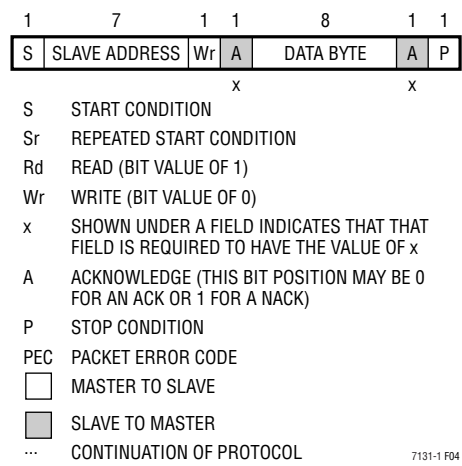 1 7 1 1 8 1 1
S SLAVE ADDRESS Wr A DATA BYTE A P
x x
S START CONDITION
Sr REPEATED START CONDITION
Rd READ (BIT VALUE OF 1)
Wr WRITE (BIT VALUE OF 0)
x SHOWN UNDER A FIELD INDICATES THAT THAT
FIELD IS REQUIRED TO HAVE THE VALUE OF x
A ACKNOWLEDGE (THIS BIT POSITION MAY BE 0
FOR AN ACK OR 1 FOR A NACK)
P STOP CONDITION
PEC PACKET ERROR CODE
MASTER TO SLAVE
SLAVE TO MASTER
... CONTINUATION OF PROTOCOL
7131-1 F04